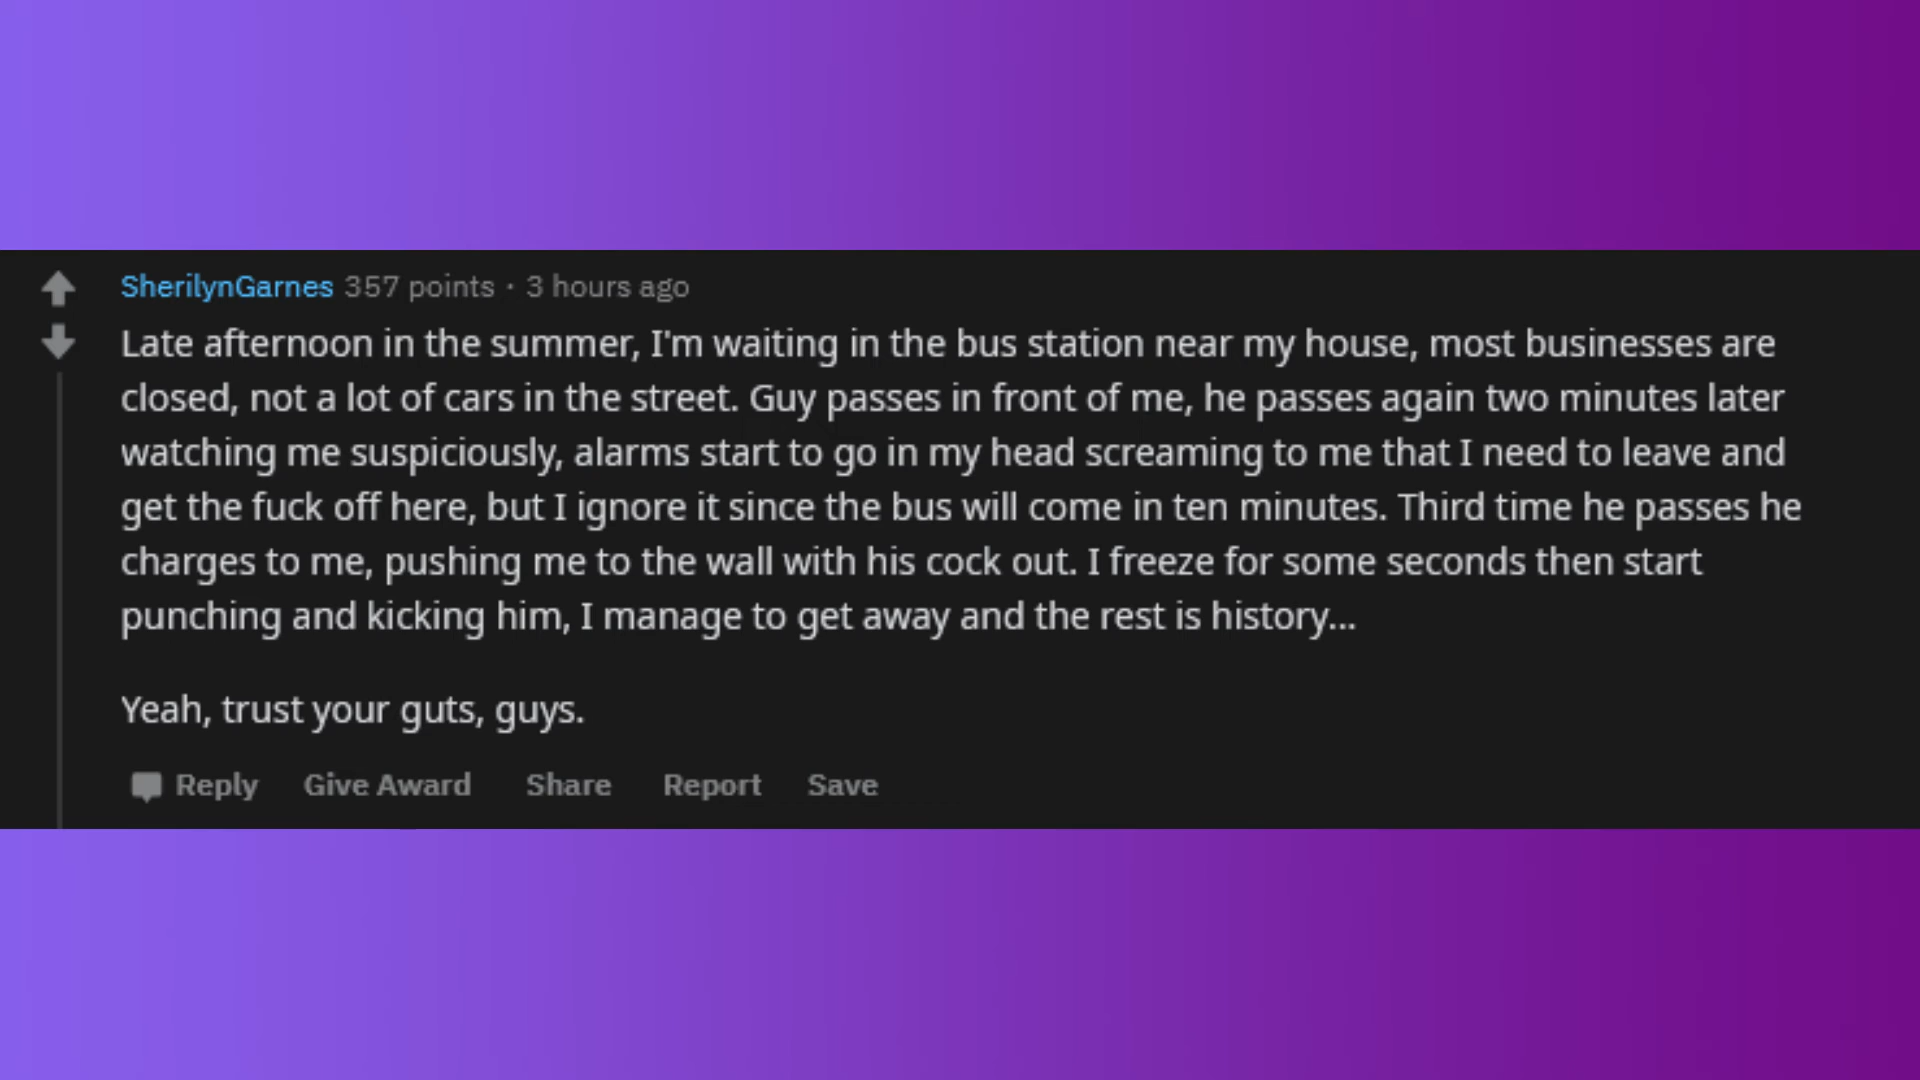 SherilynGarnes 357 points · 3 hours ago
Late afternoon in the summer, I'm waiting in the bus station near my house, most businesses are
closed, not a lot of cars in the street. Guy passes in front of me, he passes again two minutes later
watching me suspiciously, alarms start to go in my head screaming to me that I need to leave and
get the fuck off here, but I ignore it since the bus will come in ten minutes. Third time he passes he
charges to me, pushing me to the wall with his cock out. I freeze for some seconds then start
punching and kicking him, I manage to get away and the rest is history...
Yeah, trust your guts, guys.
Reply Give Award Share Report Save